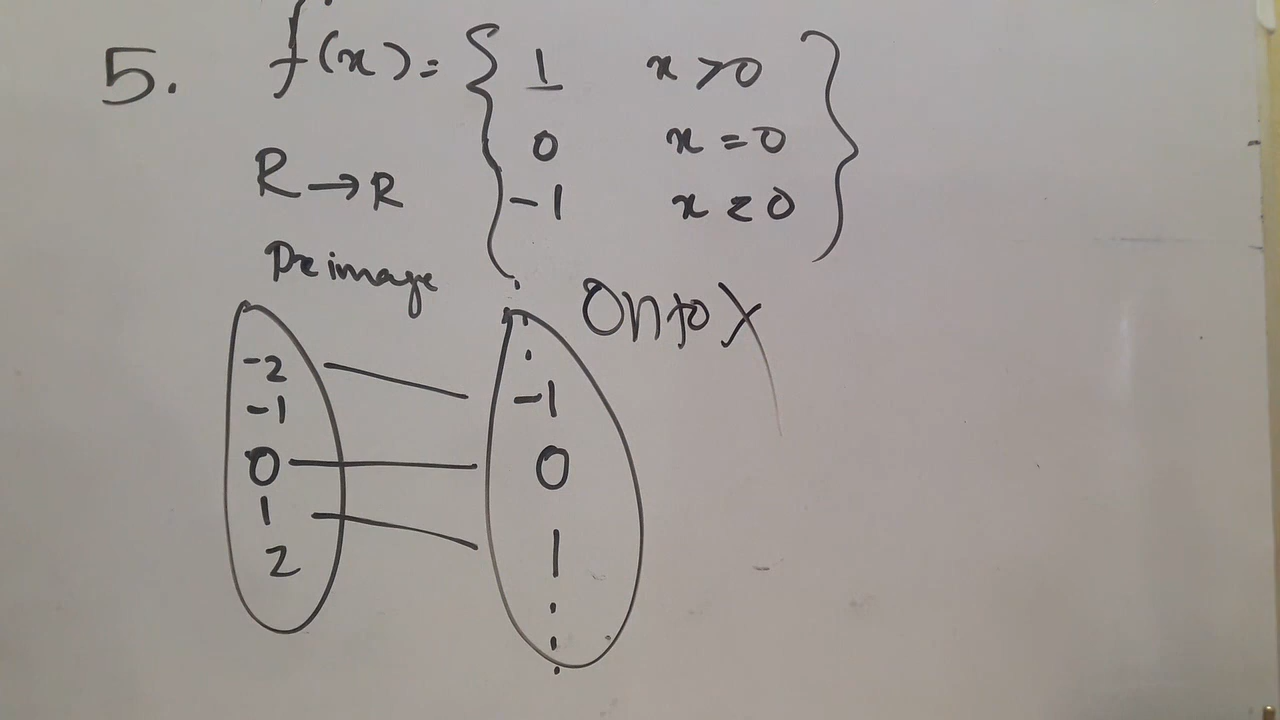 5. f(x) = { 1 x > 0 }
0 x = 0
R → R
-1 x < 0
Preimage
Onto X
-2
-1
0
1
2
-1
0
1